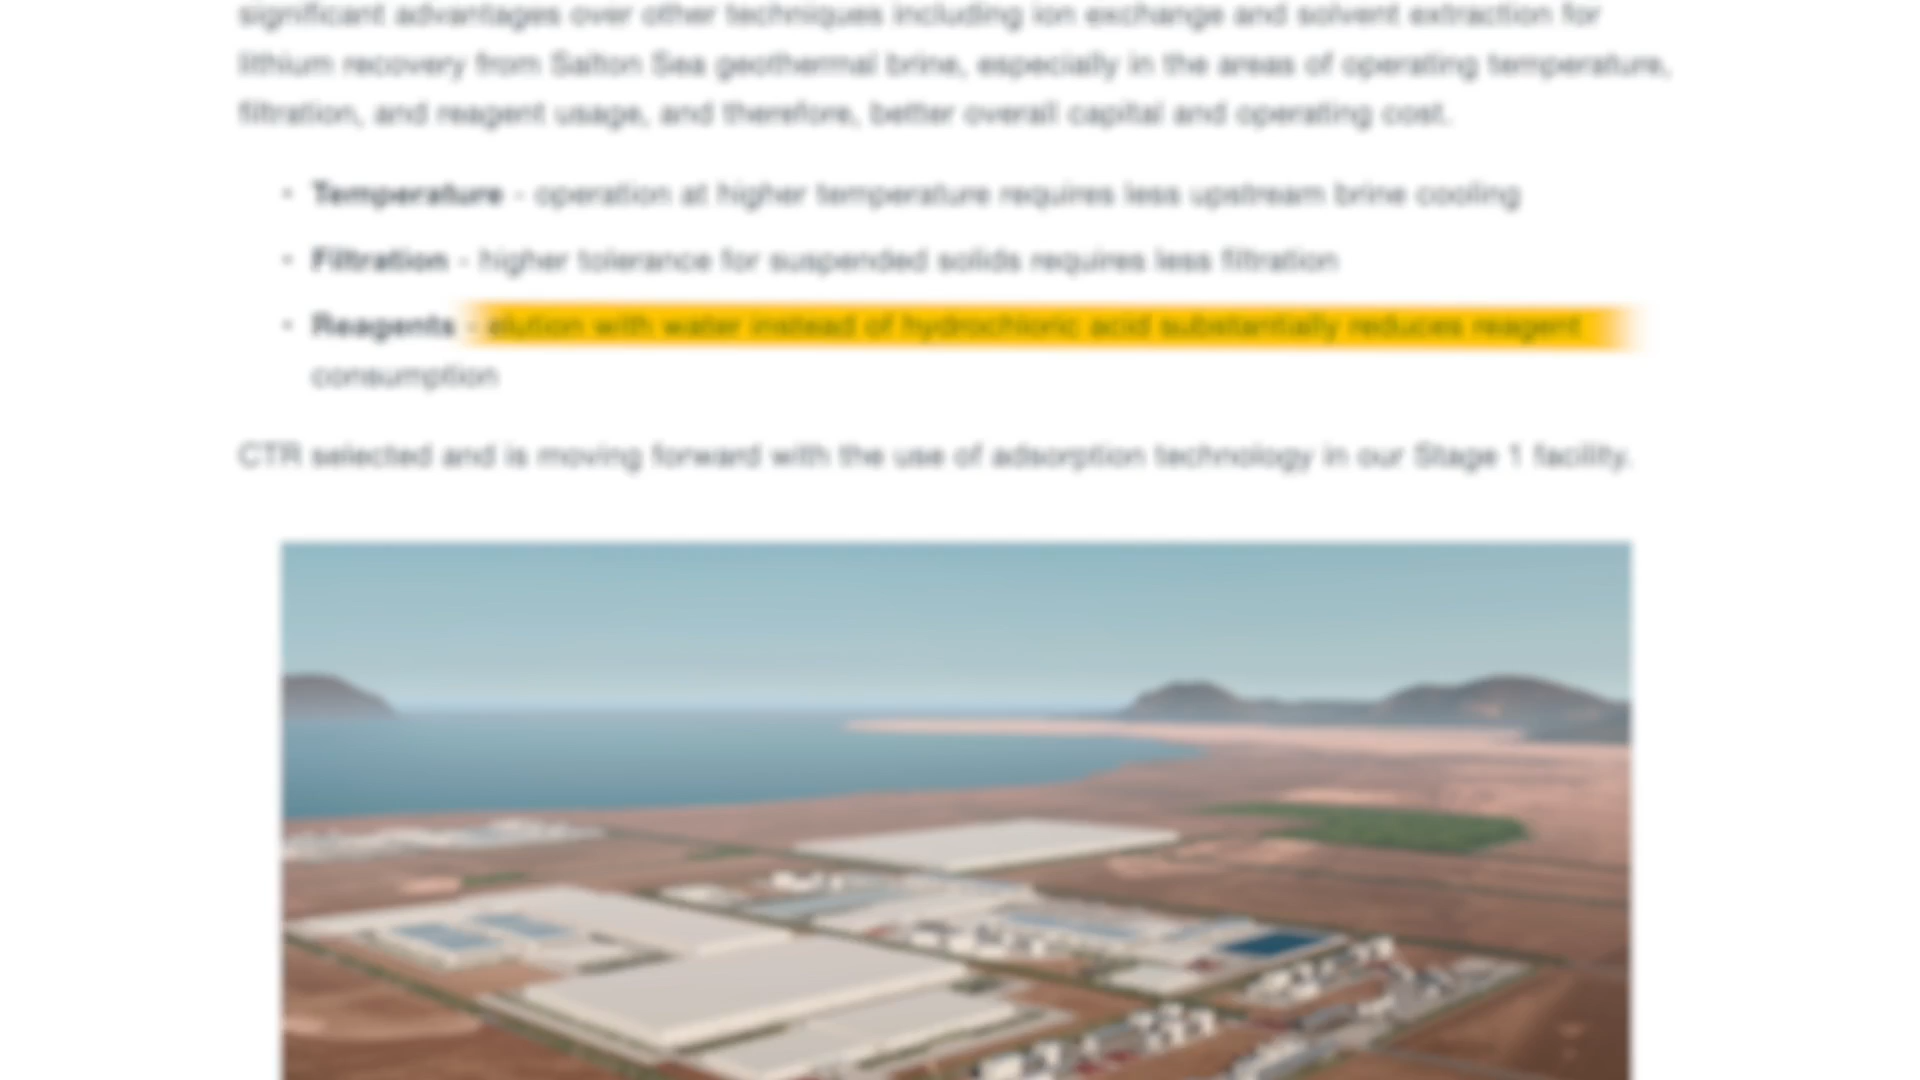 significant advantages over other techniques including ion exchange and solvent extraction for
lithium recovery from Salton Sea geothermal brine, especially in the areas of operating temperature,
filtration, and reagent usage, and therefore, better overall capital and operating cost.
• Temperature - operation at higher temperature requires less upstream brine cooling
• Filtration - higher tolerance for suspended solids requires less filtration
• Reagents - elution with water instead of hydrochloric acid substantially reduces reagent
consumption
CTR selected and is moving forward with the use of adsorption technology in our Stage 1 facility.